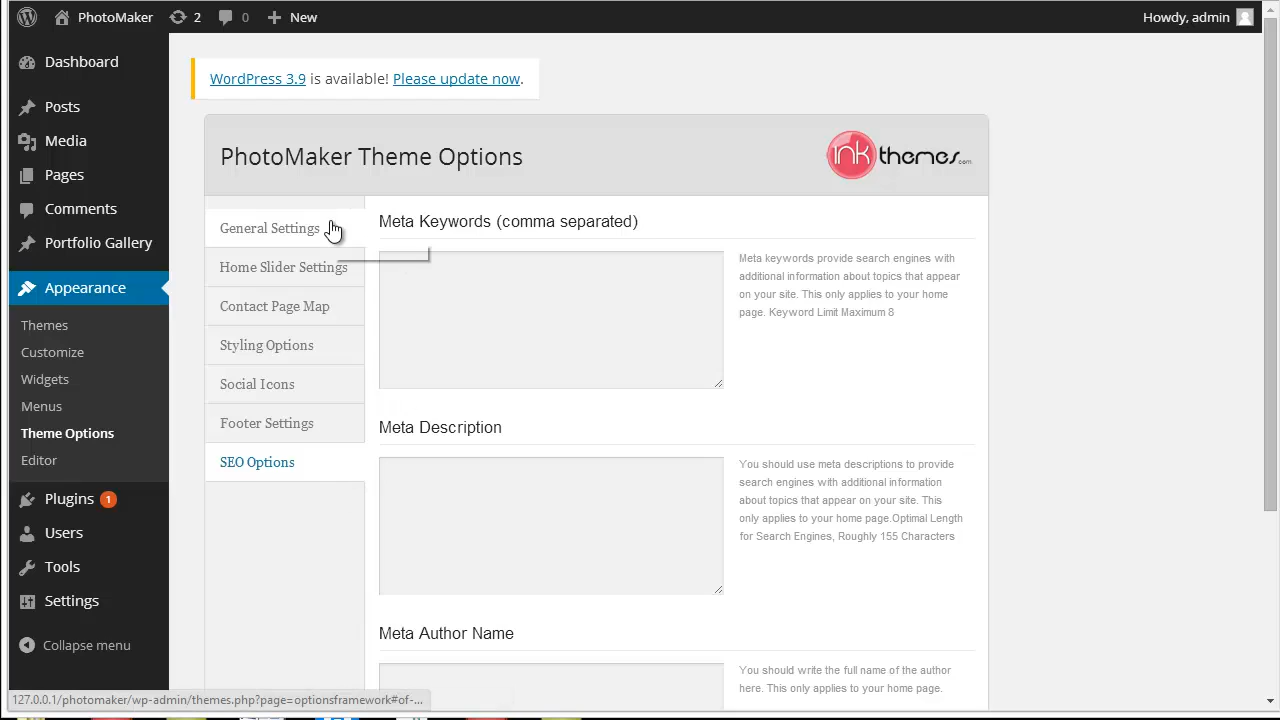 PhotoMaker
2
0
New
Howdy, admin
Dashboard
Posts
Media
Pages
Comments
Portfolio Gallery
Appearance
Themes
Customize
Widgets
Menus
Theme Options
Editor
Plugins 1
Users
Tools
Settings
Collapse menu
WordPress 3.9 is available! Please update now.
PhotoMaker Theme Options
inkthemes.com
General Settings
Home Slider Settings
Contact Page Map
Styling Options
Social Icons
Footer Settings
SEO Options
Meta Keywords (comma separated)
Meta keywords provide search engines with
additional information about topics that appear
on your site. This only applies to your home
page. Keyword Limit Maximum 8
Meta Description
You should use meta descriptions to provide
search engines with additional information
about topics that appear on your site. This
only applies to your home page.Optimal Length
for Search Engines, Roughly 155 Characters
Meta Author Name
You should write the full name of the author
here. This only applies to your home page.
127.0.0.1/photomaker/wp-admin/themes.php?page=optionsframework#of-...